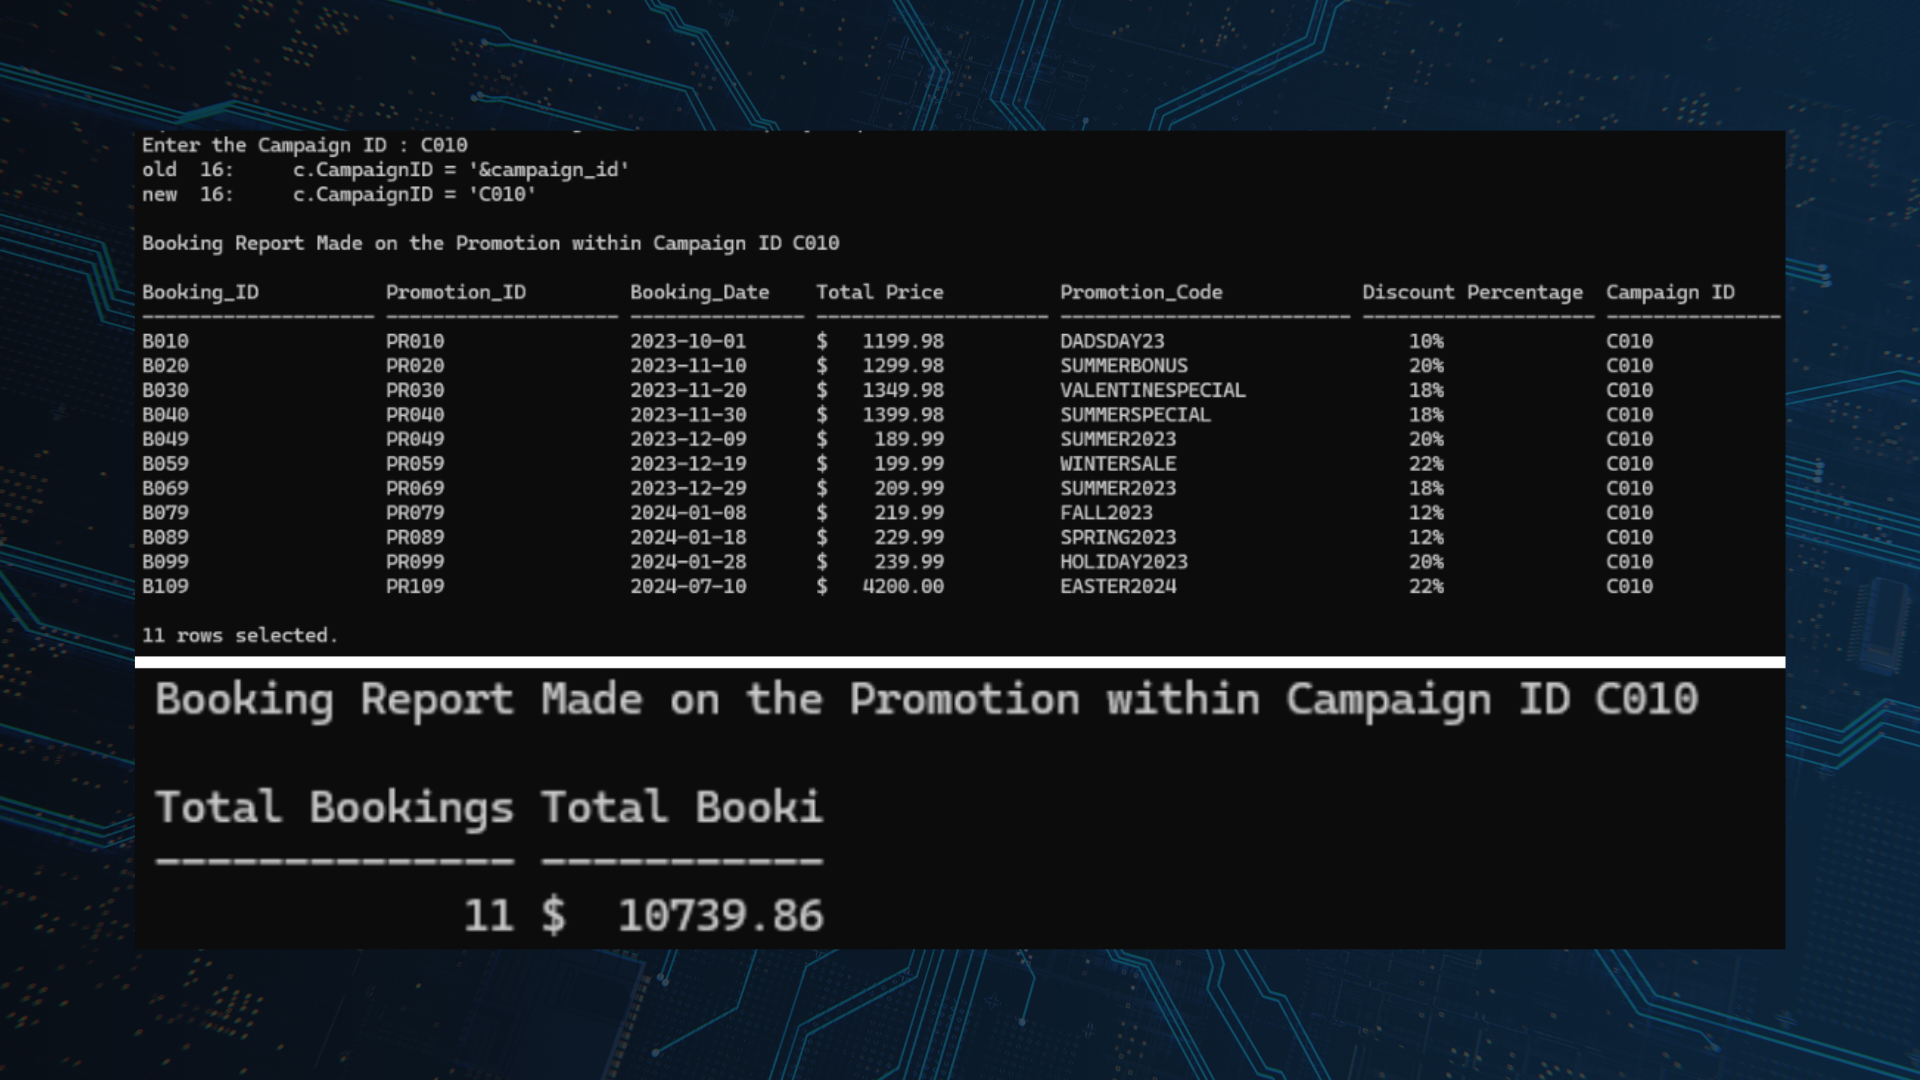 Enter the Campaign ID : C010
old  16:     c.CampaignID = '&campaign_id'
new  16:     c.CampaignID = 'C010'
Booking Report Made on the Promotion within Campaign ID C010
Booking_ID Promotion_ID Booking_Date Total Price Promotion_Code Discount Percentage Campaign ID
B010 PR010 2023-10-01 $ 1199.98 DADSDAY23 10% C010
B020 PR020 2023-11-10 $ 1299.98 SUMMERBONUS 20% C010
B030 PR030 2023-11-20 $ 1349.98 VALENTINESPECIAL 18% C010
B040 PR040 2023-11-30 $ 1399.98 SUMMERSPECIAL 18% C010
B049 PR049 2023-12-09 $ 189.99 SUMMER2023 20% C010
B059 PR059 2023-12-19 $ 199.99 WINTERSALE 22% C010
B069 PR069 2023-12-29 $ 209.99 SUMMER2023 18% C010
B079 PR079 2024-01-08 $ 219.99 FALL2023 12% C010
B089 PR089 2024-01-18 $ 229.99 SPRING2023 12% C010
B099 PR099 2024-01-28 $ 239.99 HOLIDAY2023 20% C010
B109 PR109 2024-07-10 $ 4200.00 EASTER2024 22% C010
11 rows selected.
Booking Report Made on the Promotion within Campaign ID C010
Total Bookings Total Booki
11 $ 10739.86